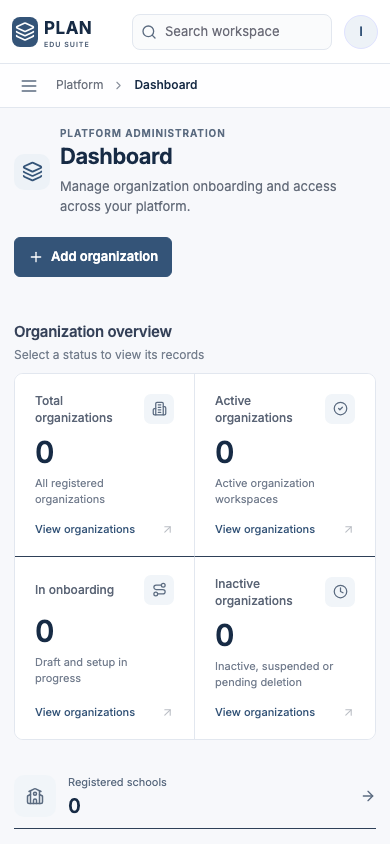 PLAN
EDU SUITE
Search workspace
I
Platform
Dashboard
PLATFORM ADMINISTRATION
Dashboard
Manage organization onboarding and access
across your platform.
Add organization
Organization overview
Select a status to view its records
Total
organizations
0
All registered
organizations
View organizations
Active
organizations
0
Active organization
workspaces
View organizations
In onboarding
0
Draft and setup in
progress
View organizations
Inactive
organizations
0
Inactive, suspended or
pending deletion
View organizations
Registered schools
0